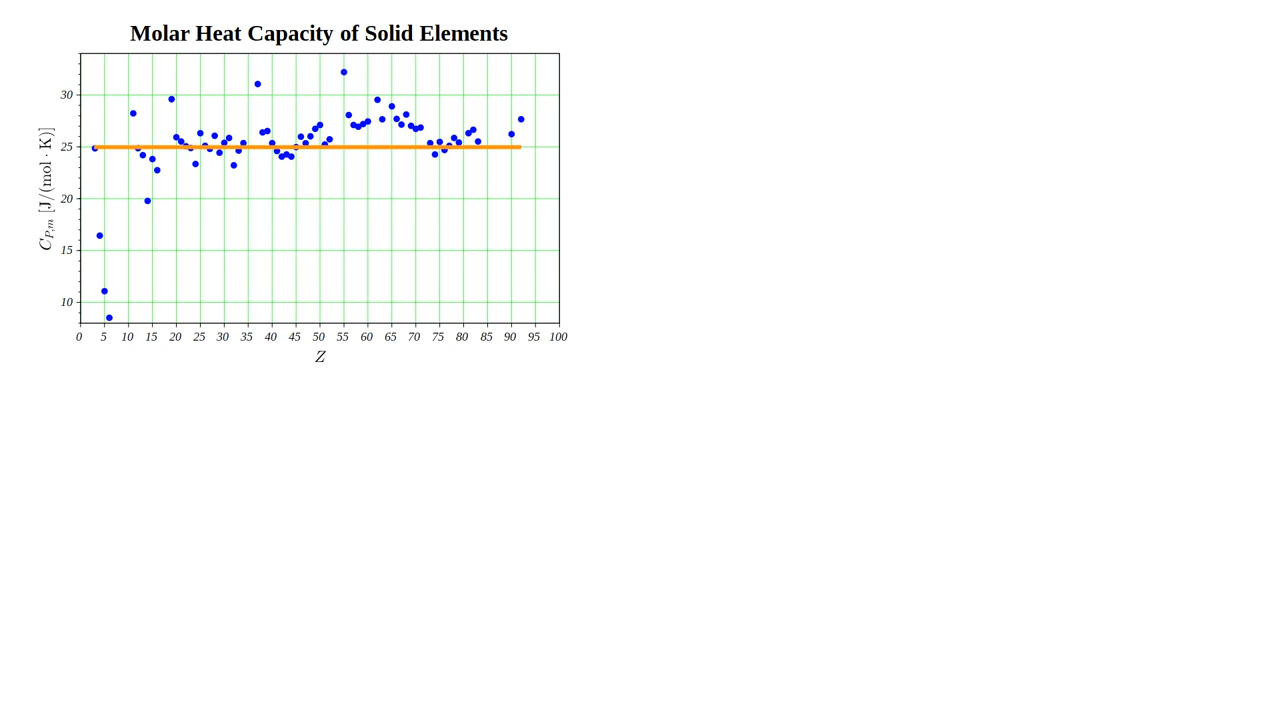 Molar Heat Capacity of Solid Elements
30
25
20
15
10
C_{P,m} [J/(mol · K)]
0 5 10 15 20 25 30 35 40 45 50 55 60 65 70 75 80 85 90 95 100
Z